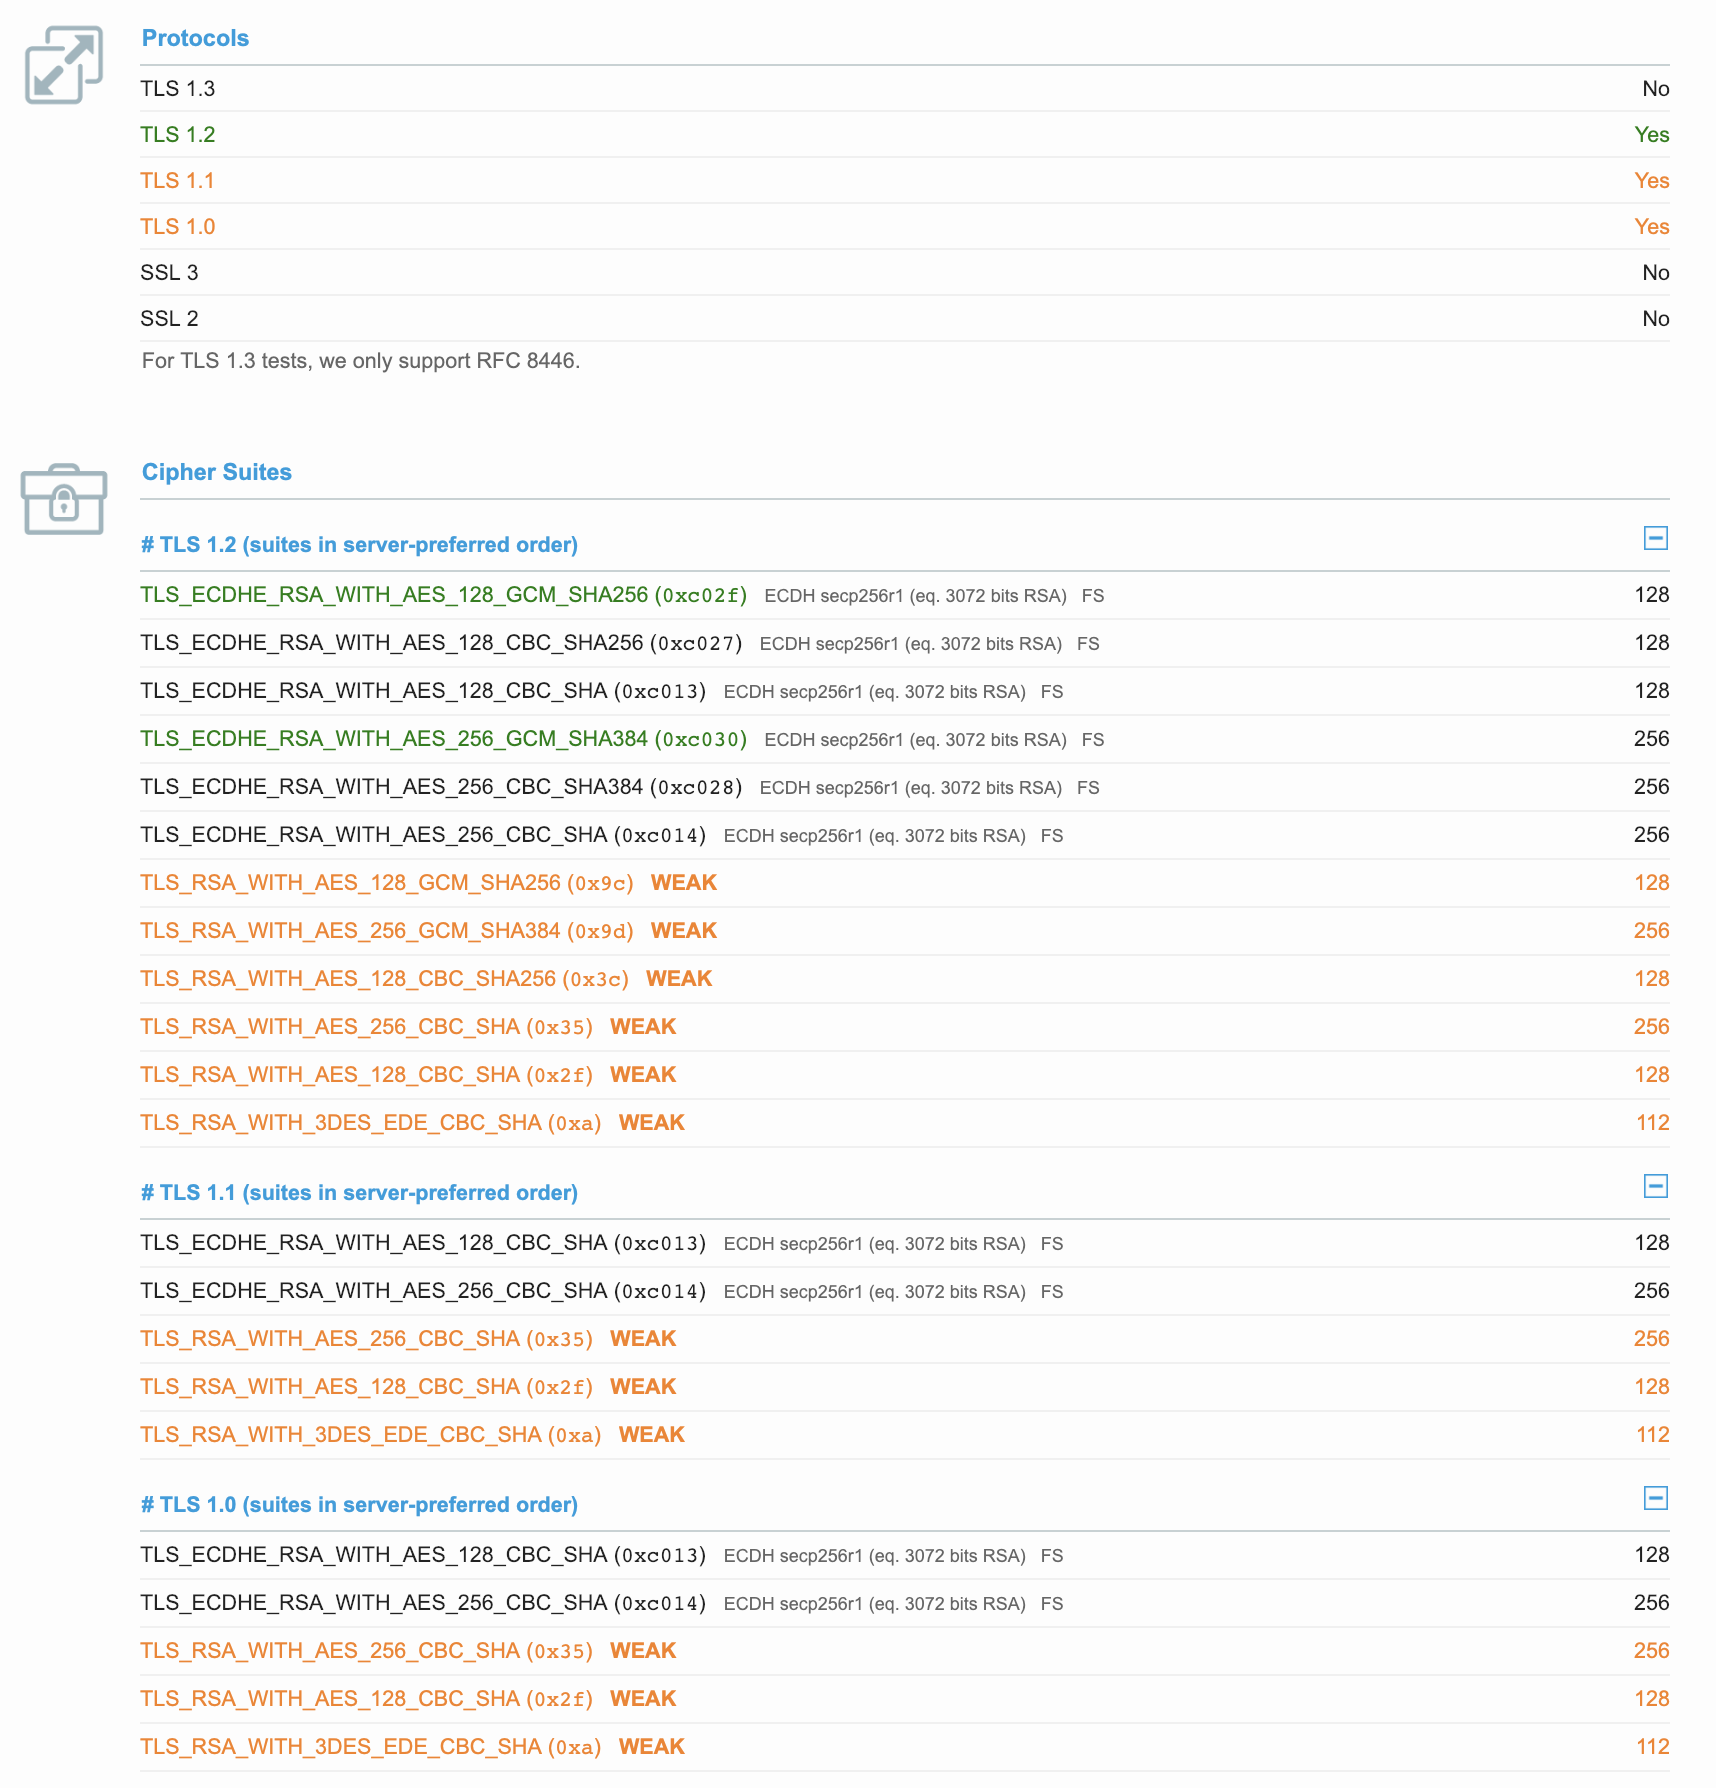 Protocols
TLS 1.3 No
TLS 1.2 Yes
TLS 1.1 Yes
TLS 1.0 Yes
SSL 3 No
SSL 2 No
For TLS 1.3 tests, we only support RFC 8446.
Cipher Suites
# TLS 1.2 (suites in server-preferred order)
TLS_ECDHE_RSA_WITH_AES_128_GCM_SHA256 (0xc02f) ECDH secp256r1 (eq. 3072 bits RSA) FS 128
TLS_ECDHE_RSA_WITH_AES_128_CBC_SHA256 (0xc027) ECDH secp256r1 (eq. 3072 bits RSA) FS 128
TLS_ECDHE_RSA_WITH_AES_128_CBC_SHA (0xc013) ECDH secp256r1 (eq. 3072 bits RSA) FS 128
TLS_ECDHE_RSA_WITH_AES_256_GCM_SHA384 (0xc030) ECDH secp256r1 (eq. 3072 bits RSA) FS 256
TLS_ECDHE_RSA_WITH_AES_256_CBC_SHA384 (0xc028) ECDH secp256r1 (eq. 3072 bits RSA) FS 256
TLS_ECDHE_RSA_WITH_AES_256_CBC_SHA (0xc014) ECDH secp256r1 (eq. 3072 bits RSA) FS 256
TLS_RSA_WITH_AES_128_GCM_SHA256 (0x9c) WEAK 128
TLS_RSA_WITH_AES_256_GCM_SHA384 (0x9d) WEAK 256
TLS_RSA_WITH_AES_128_CBC_SHA256 (0x3c) WEAK 128
TLS_RSA_WITH_AES_256_CBC_SHA (0x35) WEAK 256
TLS_RSA_WITH_AES_128_CBC_SHA (0x2f) WEAK 128
TLS_RSA_WITH_3DES_EDE_CBC_SHA (0xa) WEAK 112
# TLS 1.1 (suites in server-preferred order)
TLS_ECDHE_RSA_WITH_AES_128_CBC_SHA (0xc013) ECDH secp256r1 (eq. 3072 bits RSA) FS 128
TLS_ECDHE_RSA_WITH_AES_256_CBC_SHA (0xc014) ECDH secp256r1 (eq. 3072 bits RSA) FS 256
TLS_RSA_WITH_AES_256_CBC_SHA (0x35) WEAK 256
TLS_RSA_WITH_AES_128_CBC_SHA (0x2f) WEAK 128
TLS_RSA_WITH_3DES_EDE_CBC_SHA (0xa) WEAK 112
# TLS 1.0 (suites in server-preferred order)
TLS_ECDHE_RSA_WITH_AES_128_CBC_SHA (0xc013) ECDH secp256r1 (eq. 3072 bits RSA) FS 128
TLS_ECDHE_RSA_WITH_AES_256_CBC_SHA (0xc014) ECDH secp256r1 (eq. 3072 bits RSA) FS 256
TLS_RSA_WITH_AES_256_CBC_SHA (0x35) WEAK 256
TLS_RSA_WITH_AES_128_CBC_SHA (0x2f) WEAK 128
TLS_RSA_WITH_3DES_EDE_CBC_SHA (0xa) WEAK 112